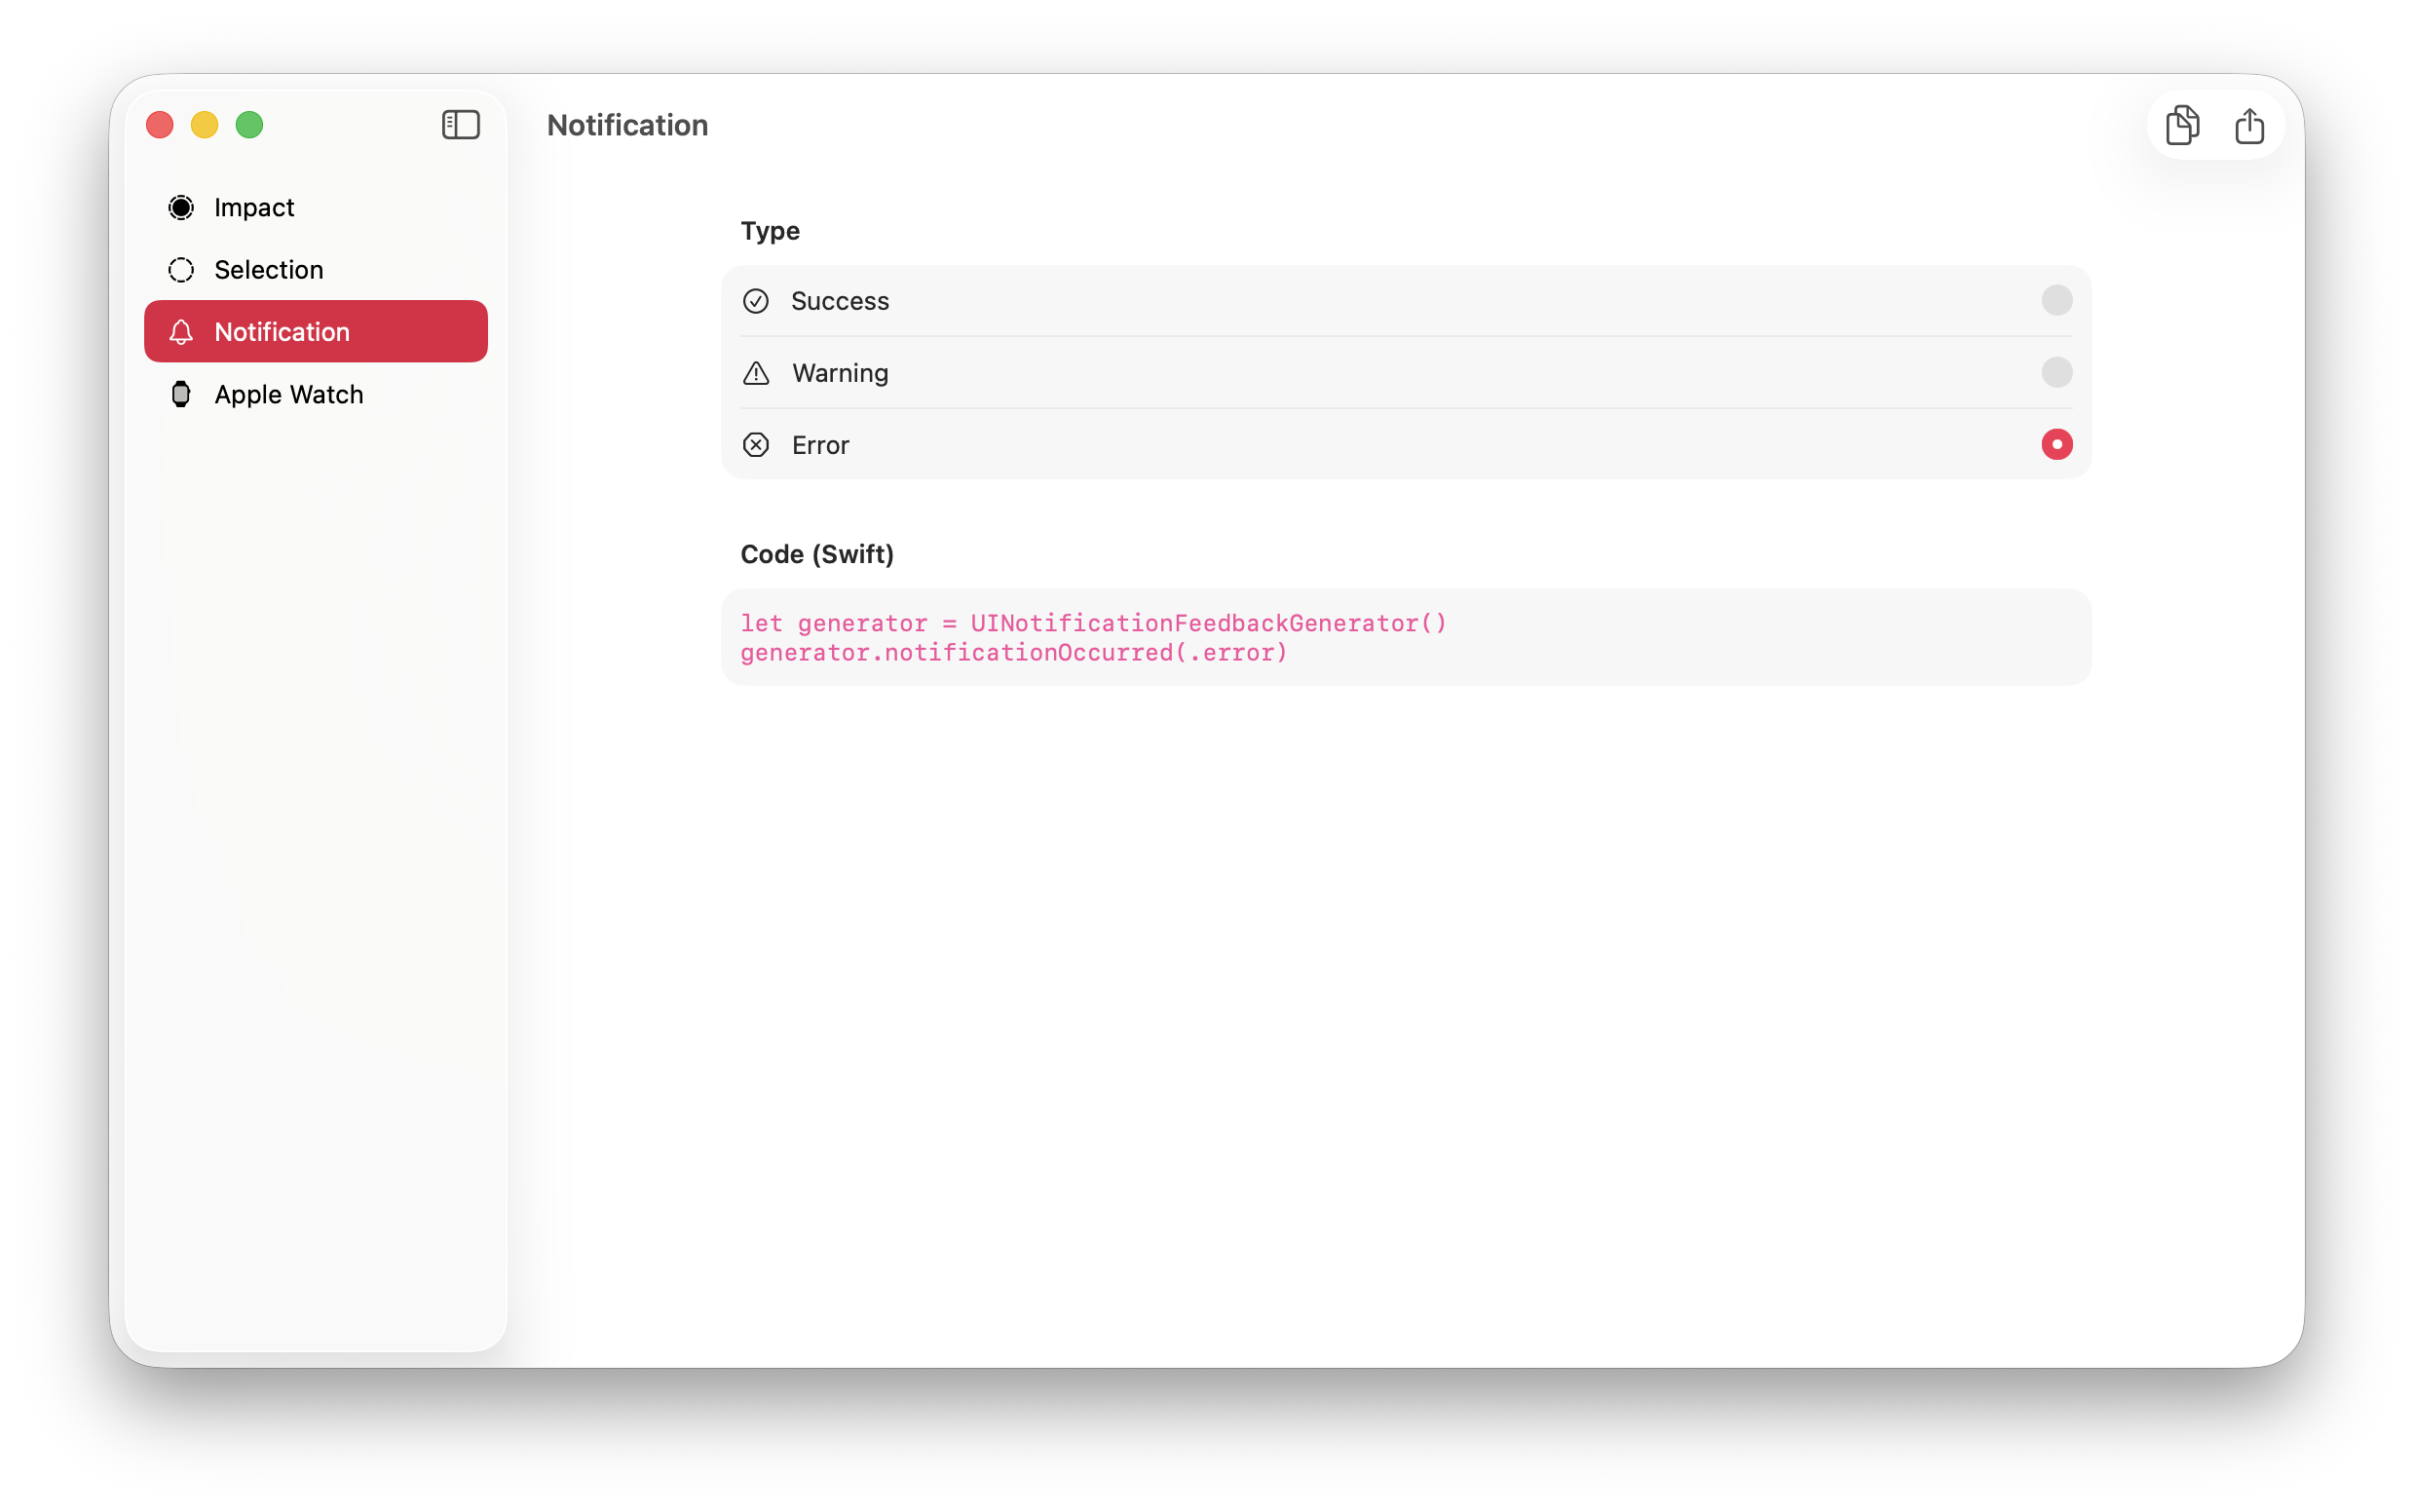 Notification
Impact
Selection
Notification
Apple Watch
Type
Success
Warning
Error
Code (Swift)
let generator = UINotificationFeedbackGenerator()
generator.notificationOccurred(.error)